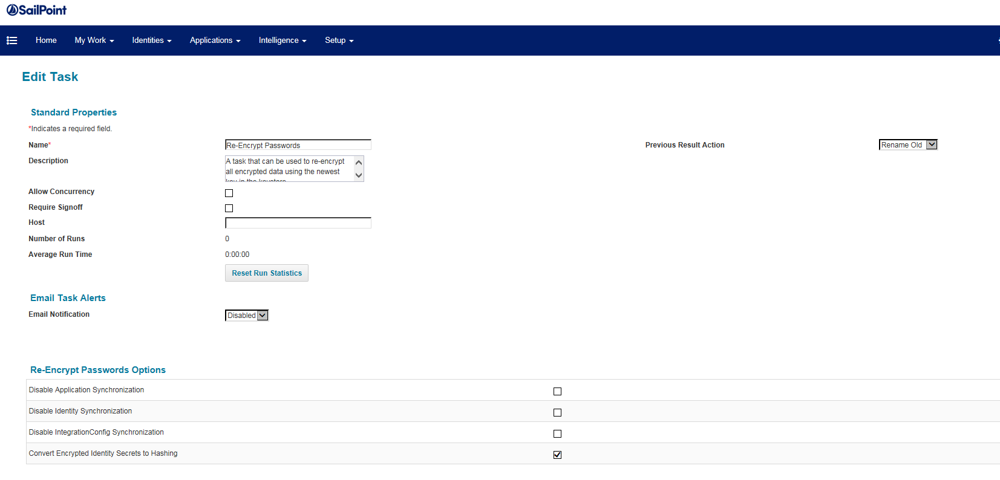 SailPoint
Home My Work Identities Applications Intelligence Setup
Edit Task
Standard Properties
*Indicates a required field.
Name* Re-Encrypt Passwords Previous Result Action Rename Old
Description A task that can be used to re-encrypt
all encrypted data using the newest
key in the keystore
Allow Concurrency
Require Signoff
Host
Number of Runs 0
Average Run Time 0:00:00
Reset Run Statistics
Email Task Alerts
Email Notification Disabled
Re-Encrypt Passwords Options
Disable Application Synchronization
Disable Identity Synchronization
Disable IntegrationConfig Synchronization
Convert Encrypted Identity Secrets to Hashing